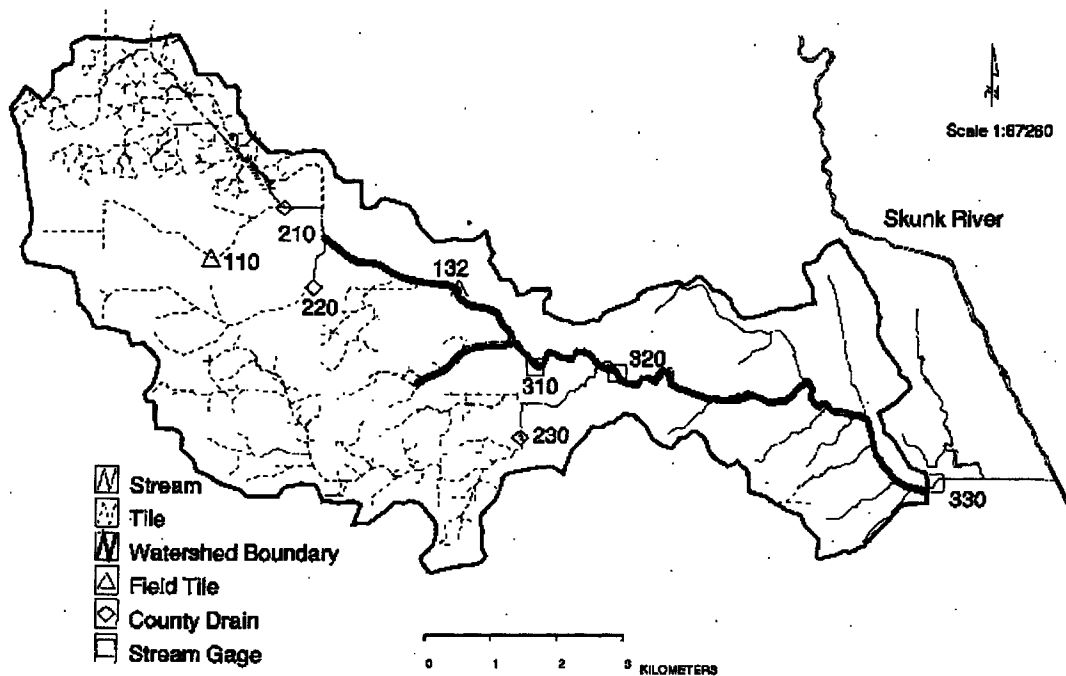 Scale 1:67260
Skunk River
210
110
132
220
320
310
230
330
Stream
Tile
Watershed Boundary
Field Tile
County Drain
Stream Gage
0 1 2 3 KILOMETERS